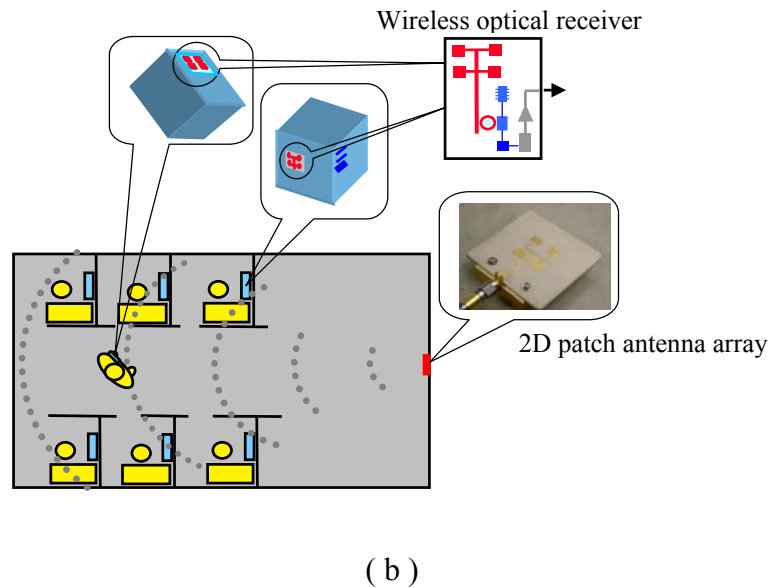 Wireless optical receiver
2D patch antenna array
( b )